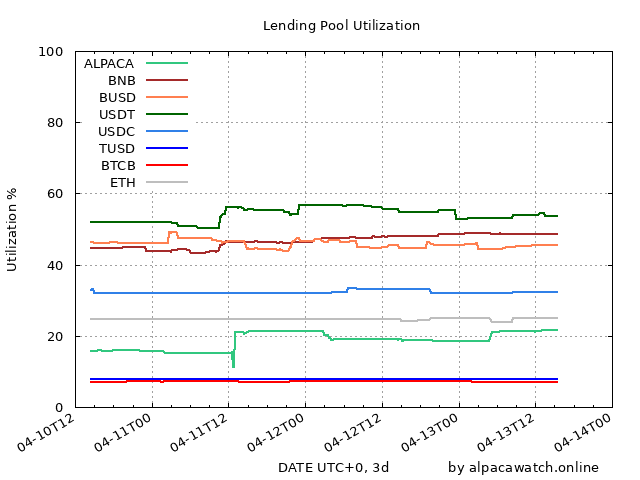 Lending Pool Utilization
Utilization %
100
80
60
40
20
0
ALPACA
BNB
BUSD
USDT
USDC
TUSD
BTCB
ETH
04-10T12
04-11T00
04-11T12
04-12T00
04-12T12
04-13T00
04-13T12
04-14T00
DATE UTC+0, 3d
by alpacawatch.online